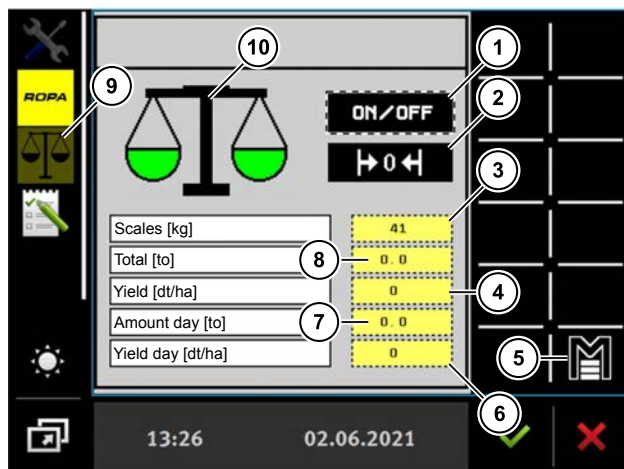 10
1
9
ROPA
ON/OFF
2
0
3
Scales [kg] 41
Total [to] 8 0.0
Yield [dt/ha] 0 4
Amount day [to] 7 0.0
Yield day [dt/ha] 0
5
M
6
13:26 02.06.2021